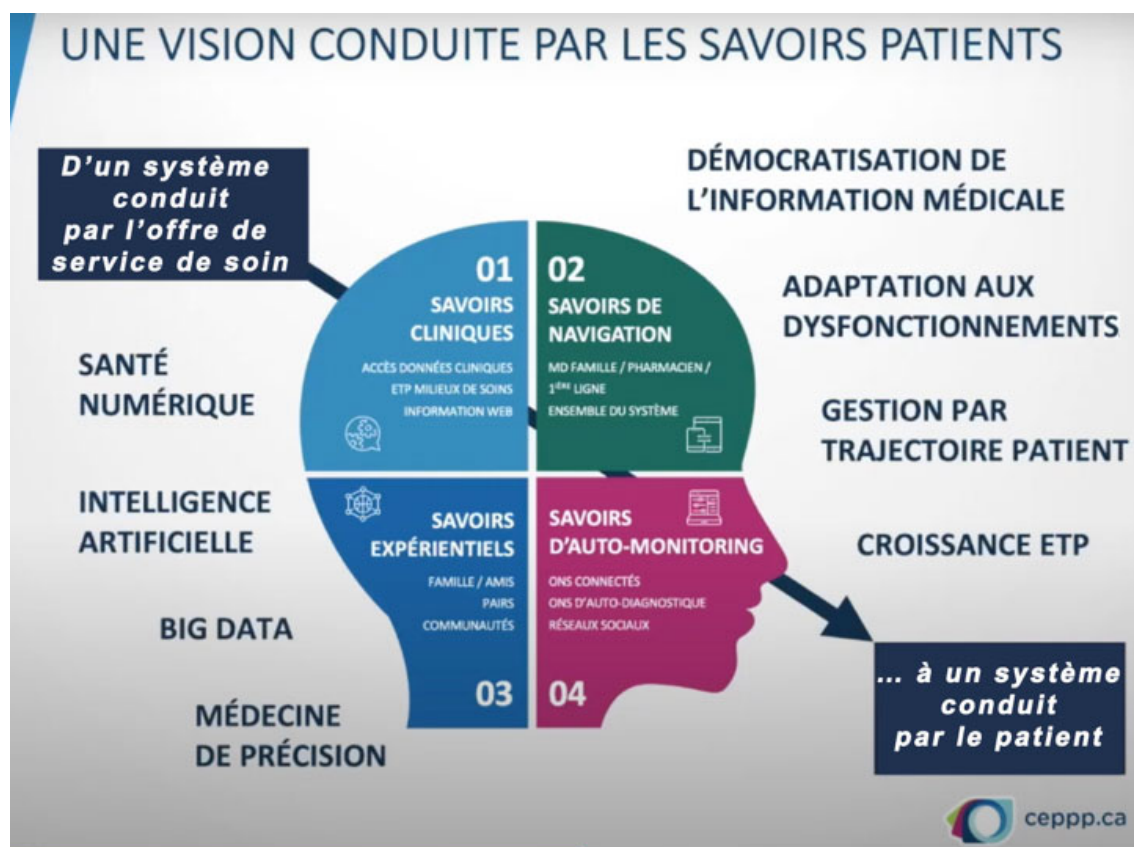 UNE VISION CONDUITE PAR LES SAVOIRS PATIENTS
D'un système
conduit
par l'offre de
service de soin
DÉMOCRATISATION DE
L'INFORMATION MÉDICALE
ADAPTATION AUX
DYSFONCTIONNEMENTS
GESTION PAR
TRAJECTOIRE PATIENT
CROISSANCE ETP
SANTÉ
NUMÉRIQUE
INTELLIGENCE
ARTIFICIELLE
BIG DATA
MÉDECINE
DE PRÉCISION
01
SAVOIRS
CLINIQUES
ACCÈS DONNÉES CLINIQUES
ETP MILIEUX DE SOINS
INFORMATION WEB
02
SAVOIRS DE
NAVIGATION
MD FAMILLE / PHARMACIEN /
1IÈRE LIGNE
ENSEMBLE DU SYSTÈME
SAVOIRS
EXPÉRIENTIELS
FAMILLE / AMIS
PAIRS
COMMUNAUTÉS
03
SAVOIRS
D'AUTO-MONITORING
ONS CONNECTÉS
ONS D'AUTO-DIAGNOSTIQUE
RÉSEAUX SOCIAUX
04
... à un système
conduit
par le patient
ceppp.ca